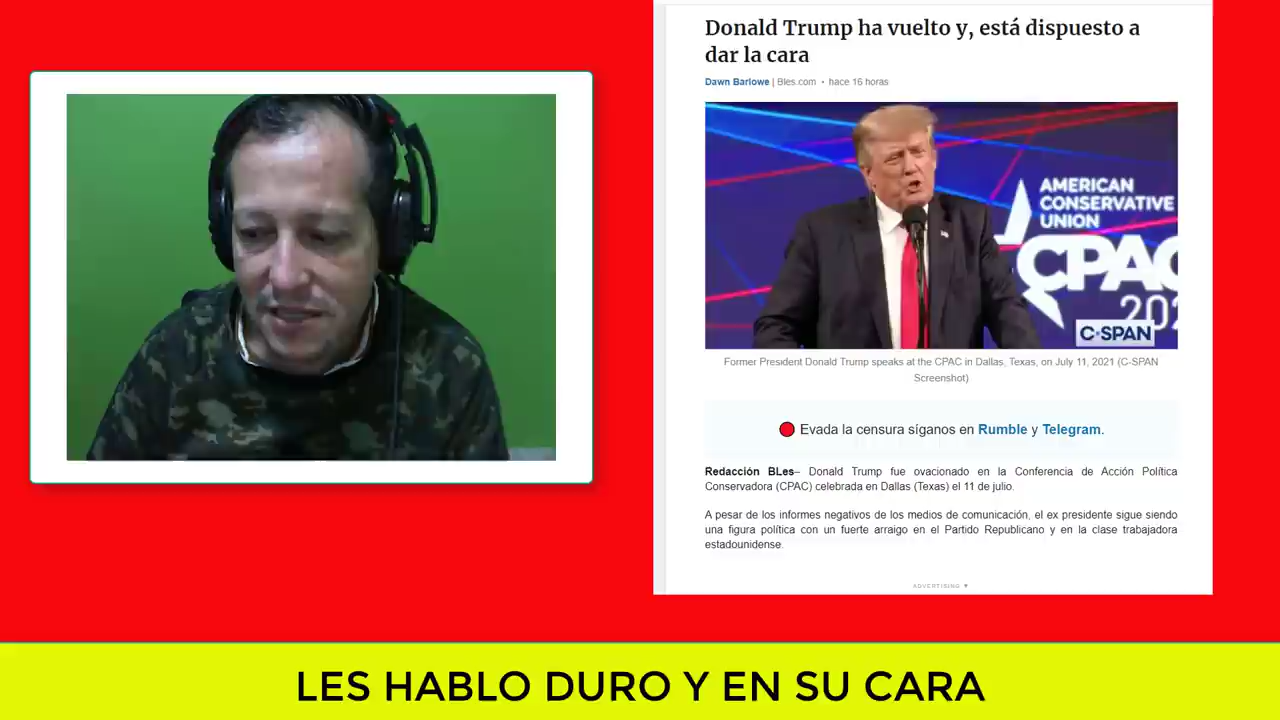 Donald Trump ha vuelto y, está dispuesto a
dar la cara
Dawn Barlowe | Bles.com • hace 16 horas
AMERICAN
CONSERVATIVE
UNION
CPAC
202
C-SPAN
Former President Donald Trump speaks at the CPAC in Dallas, Texas, on July 11, 2021 (C-SPAN
Screenshot)
Evada la censura síganos en Rumble y Telegram.
Redacción BLes– Donald Trump fue ovacionado en la Conferencia de Acción Política
Conservadora (CPAC) celebrada en Dallas (Texas) el 11 de julio.
A pesar de los informes negativos de los medios de comunicación, el ex presidente sigue siendo
una figura política con un fuerte arraigo en el Partido Republicano y en la clase trabajadora
estadounidense.
ADVERTISING ▼
LES HABLO DURO Y EN SU CARA